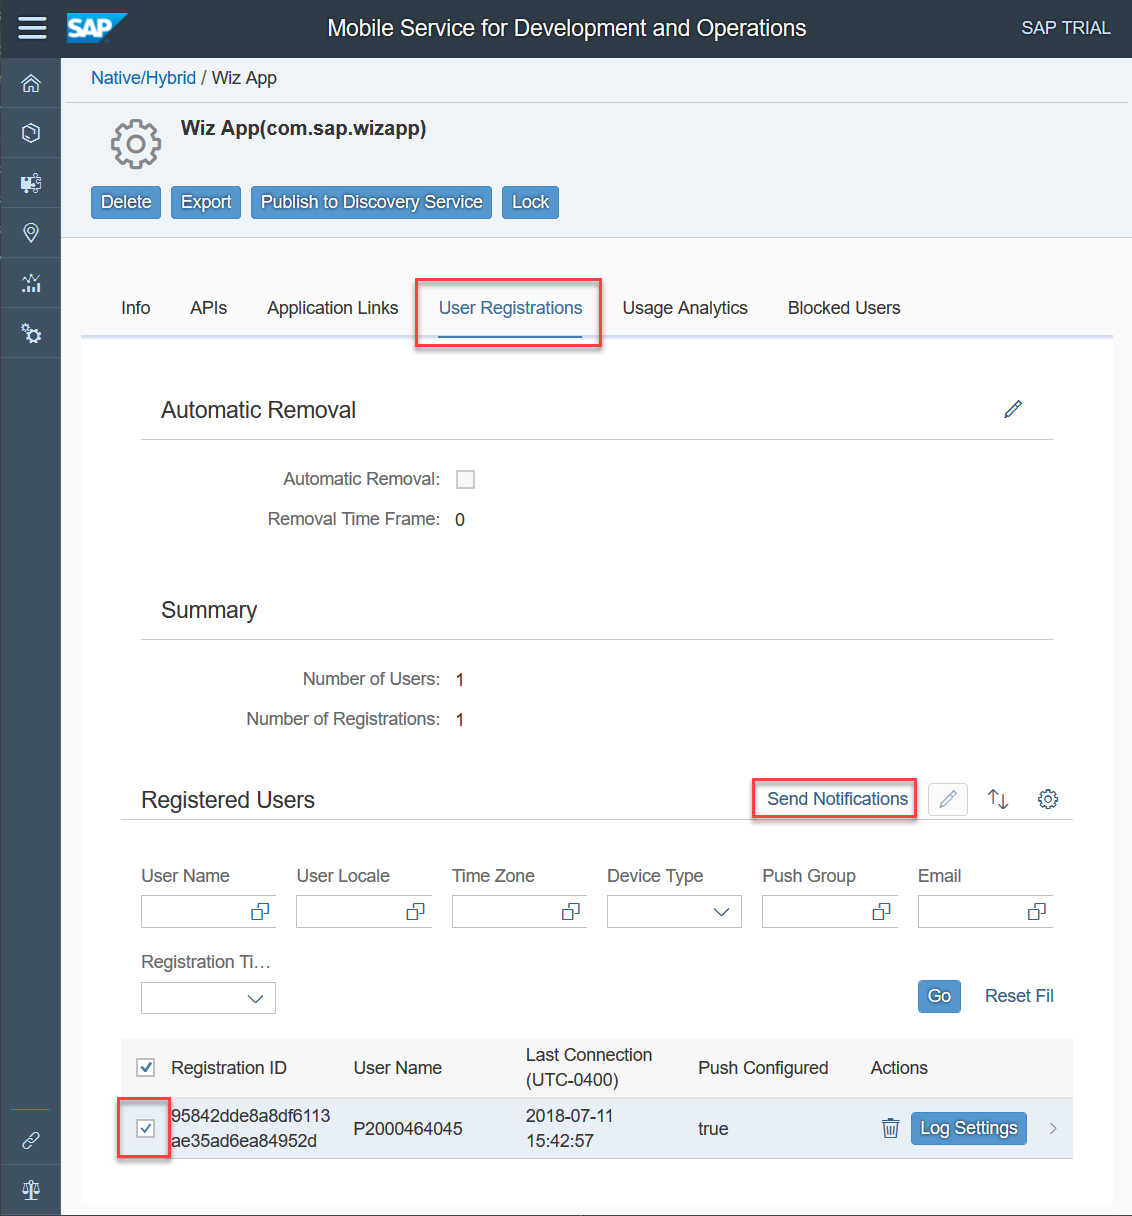 SAP
Mobile Service for Development and Operations
SAP TRIAL
Native/Hybrid / Wiz App
Wiz App(com.sap.wizapp)
Delete
Export
Publish to Discovery Service
Lock
Info
APIs
Application Links
User Registrations
Usage Analytics
Blocked Users
Automatic Removal
Automatic Removal:
Removal Time Frame: 0
Summary
Number of Users: 1
Number of Registrations: 1
Registered Users
Send Notifications
User Name
User Locale
Time Zone
Device Type
Push Group
Email
Registration Ti...
Go
Reset Fil
Registration ID
User Name
Last Connection
(UTC-0400)
Push Configured
Actions
95842dde8a8df6113
ae35ad6ea84952d
P2000464045
2018-07-11
15:42:57
true
Log Settings